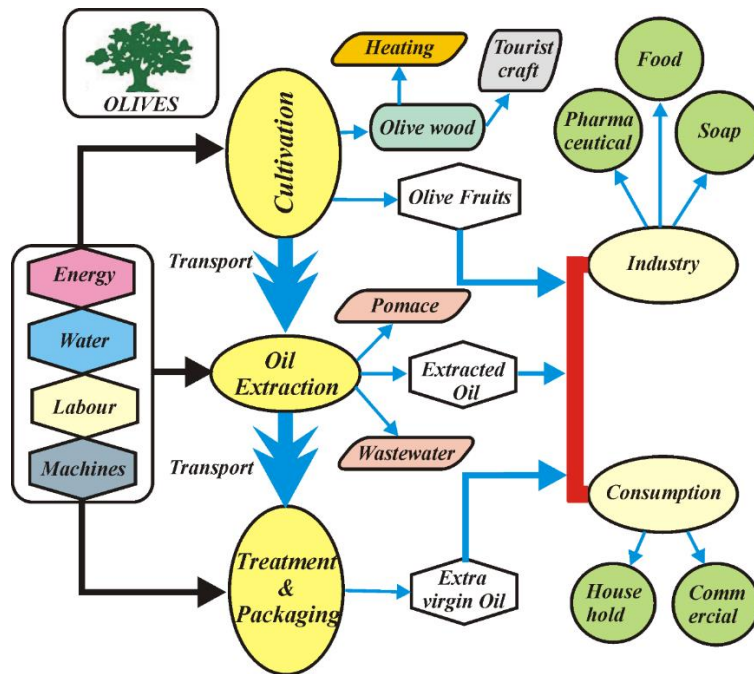 OLIVES
Heating
Tourist
craft
Olive wood
Cultivation
Olive Fruits
Food
Pharma
ceutical
Soap
Transport
Industry
Energy
Water
Labour
Machines
Pomace
Oil
Extraction
Extracted
Oil
Wastewater
Transport
Consumption
Treatment
&
Packaging
Extra
virgin Oil
House
hold
Comm
ercial